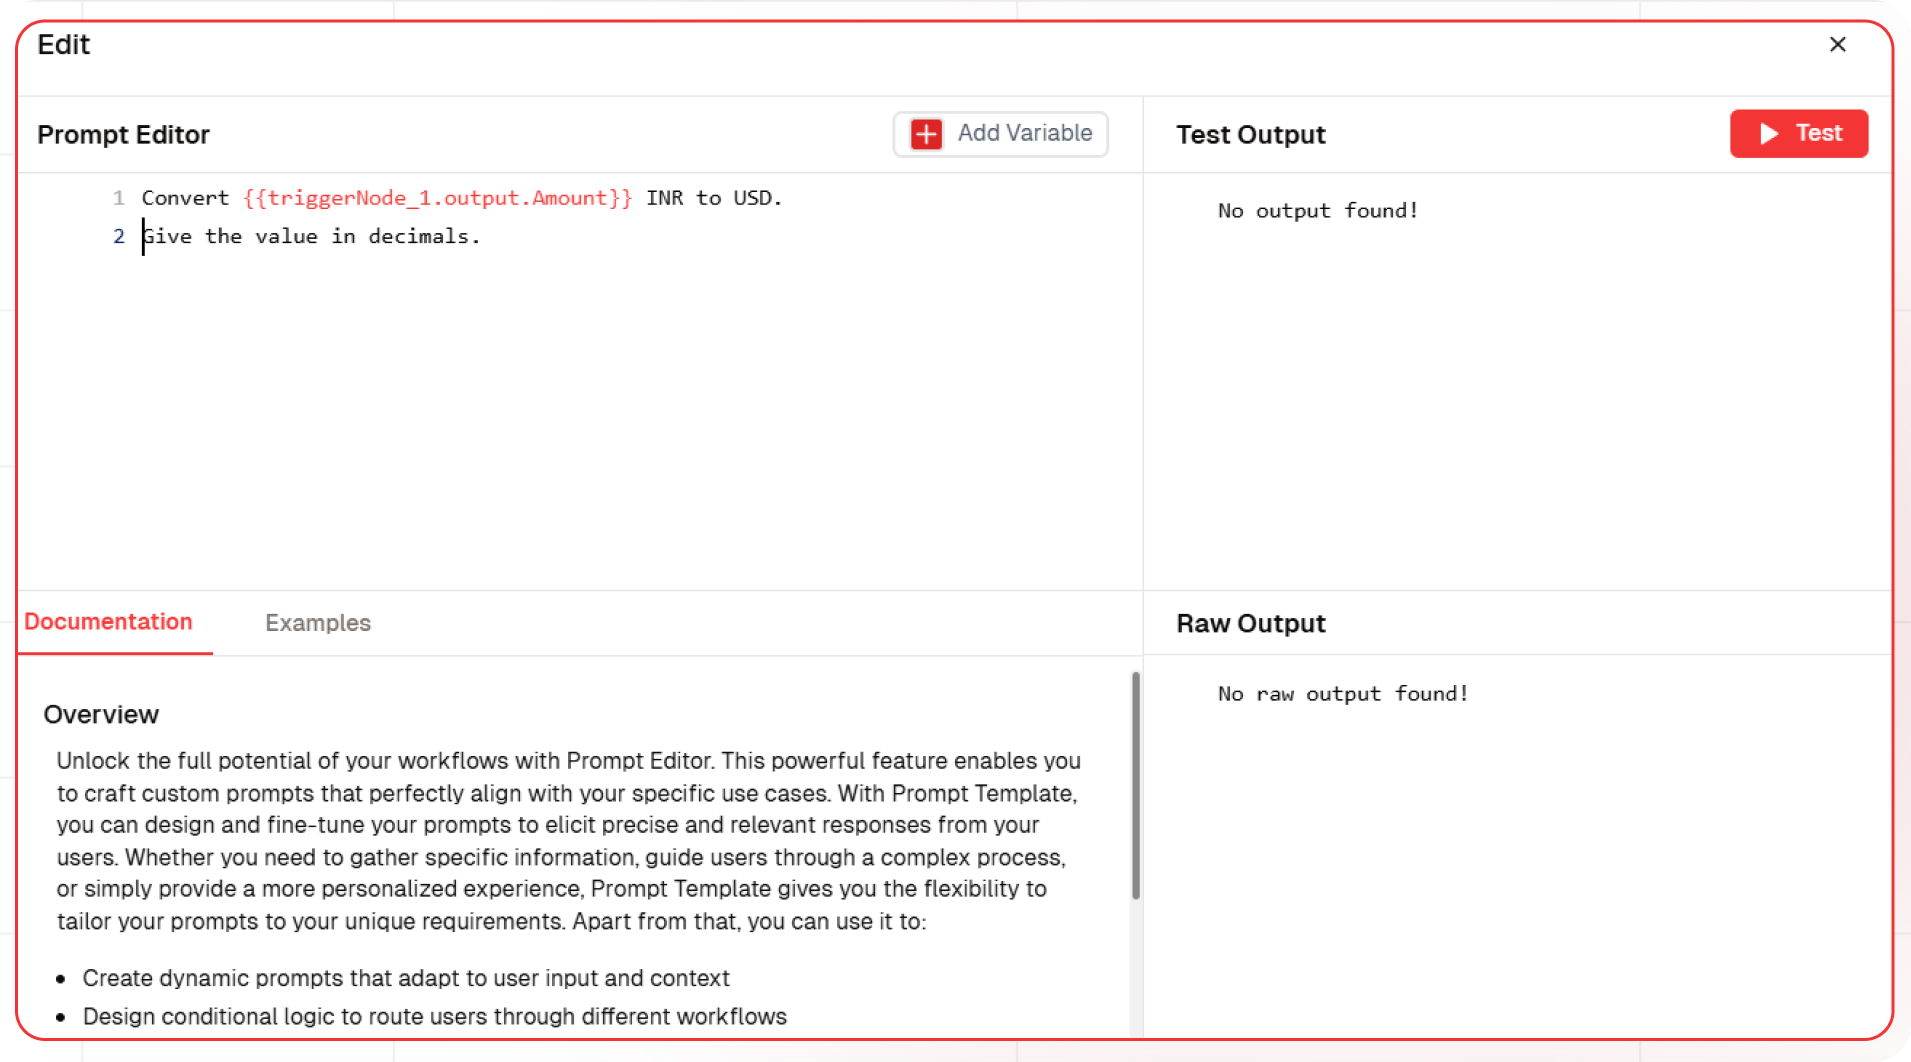 Edit
Prompt Editor
Add Variable
Test Output
Test
1 Convert {{triggerNode_1.output.Amount}} INR to USD.
2 Give the value in decimals.
No output found!
Documentation
Examples
Raw Output
No raw output found!
Overview
Unlock the full potential of your workflows with Prompt Editor. This powerful feature enables you
to craft custom prompts that perfectly align with your specific use cases. With Prompt Template,
you can design and fine-tune your prompts to elicit precise and relevant responses from your
users. Whether you need to gather specific information, guide users through a complex process,
or simply provide a more personalized experience, Prompt Template gives you the flexibility to
tailor your prompts to your unique requirements. Apart from that, you can use it to:
• Create dynamic prompts that adapt to user input and context
• Design conditional logic to route users through different workflows